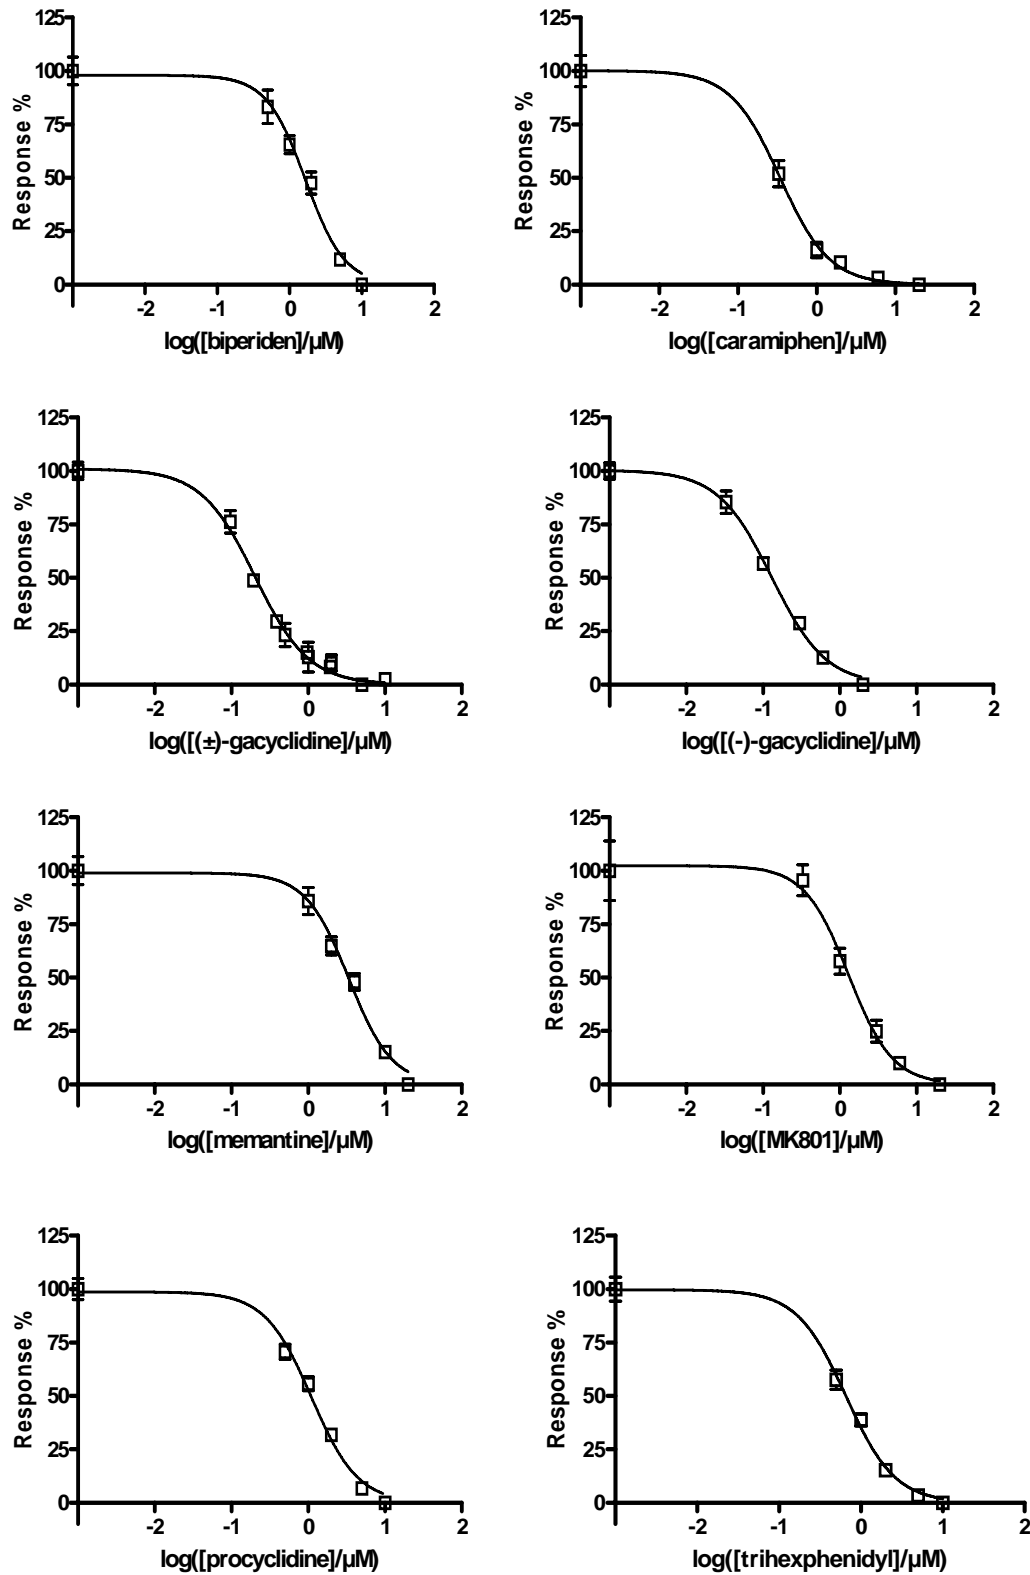 125
100
75
50
25
0
Response %
-2 -1 0 1 2
log([biperiden]/µM)
125
100
75
50
25
0
Response %
-2 -1 0 1 2
log([caramiphen]/µM)
125
100
75
50
25
0
Response %
-2 -1 0 1 2
log([(±)-gacyclidine]/µM)
125
100
75
50
25
0
Response %
-2 -1 0 1 2
log([(-)-gacyclidine]/µM)
125
100
75
50
25
0
Response %
-2 -1 0 1 2
log([memantine]/µM)
125
100
75
50
25
0
Response %
-2 -1 0 1 2
log([MK801]/µM)
125
100
75
50
25
0
Response %
-2 -1 0 1 2
log([procyclidine]/µM)
125
100
75
50
25
0
Response %
-2 -1 0 1 2
log([trihexphenidyl]/µM)